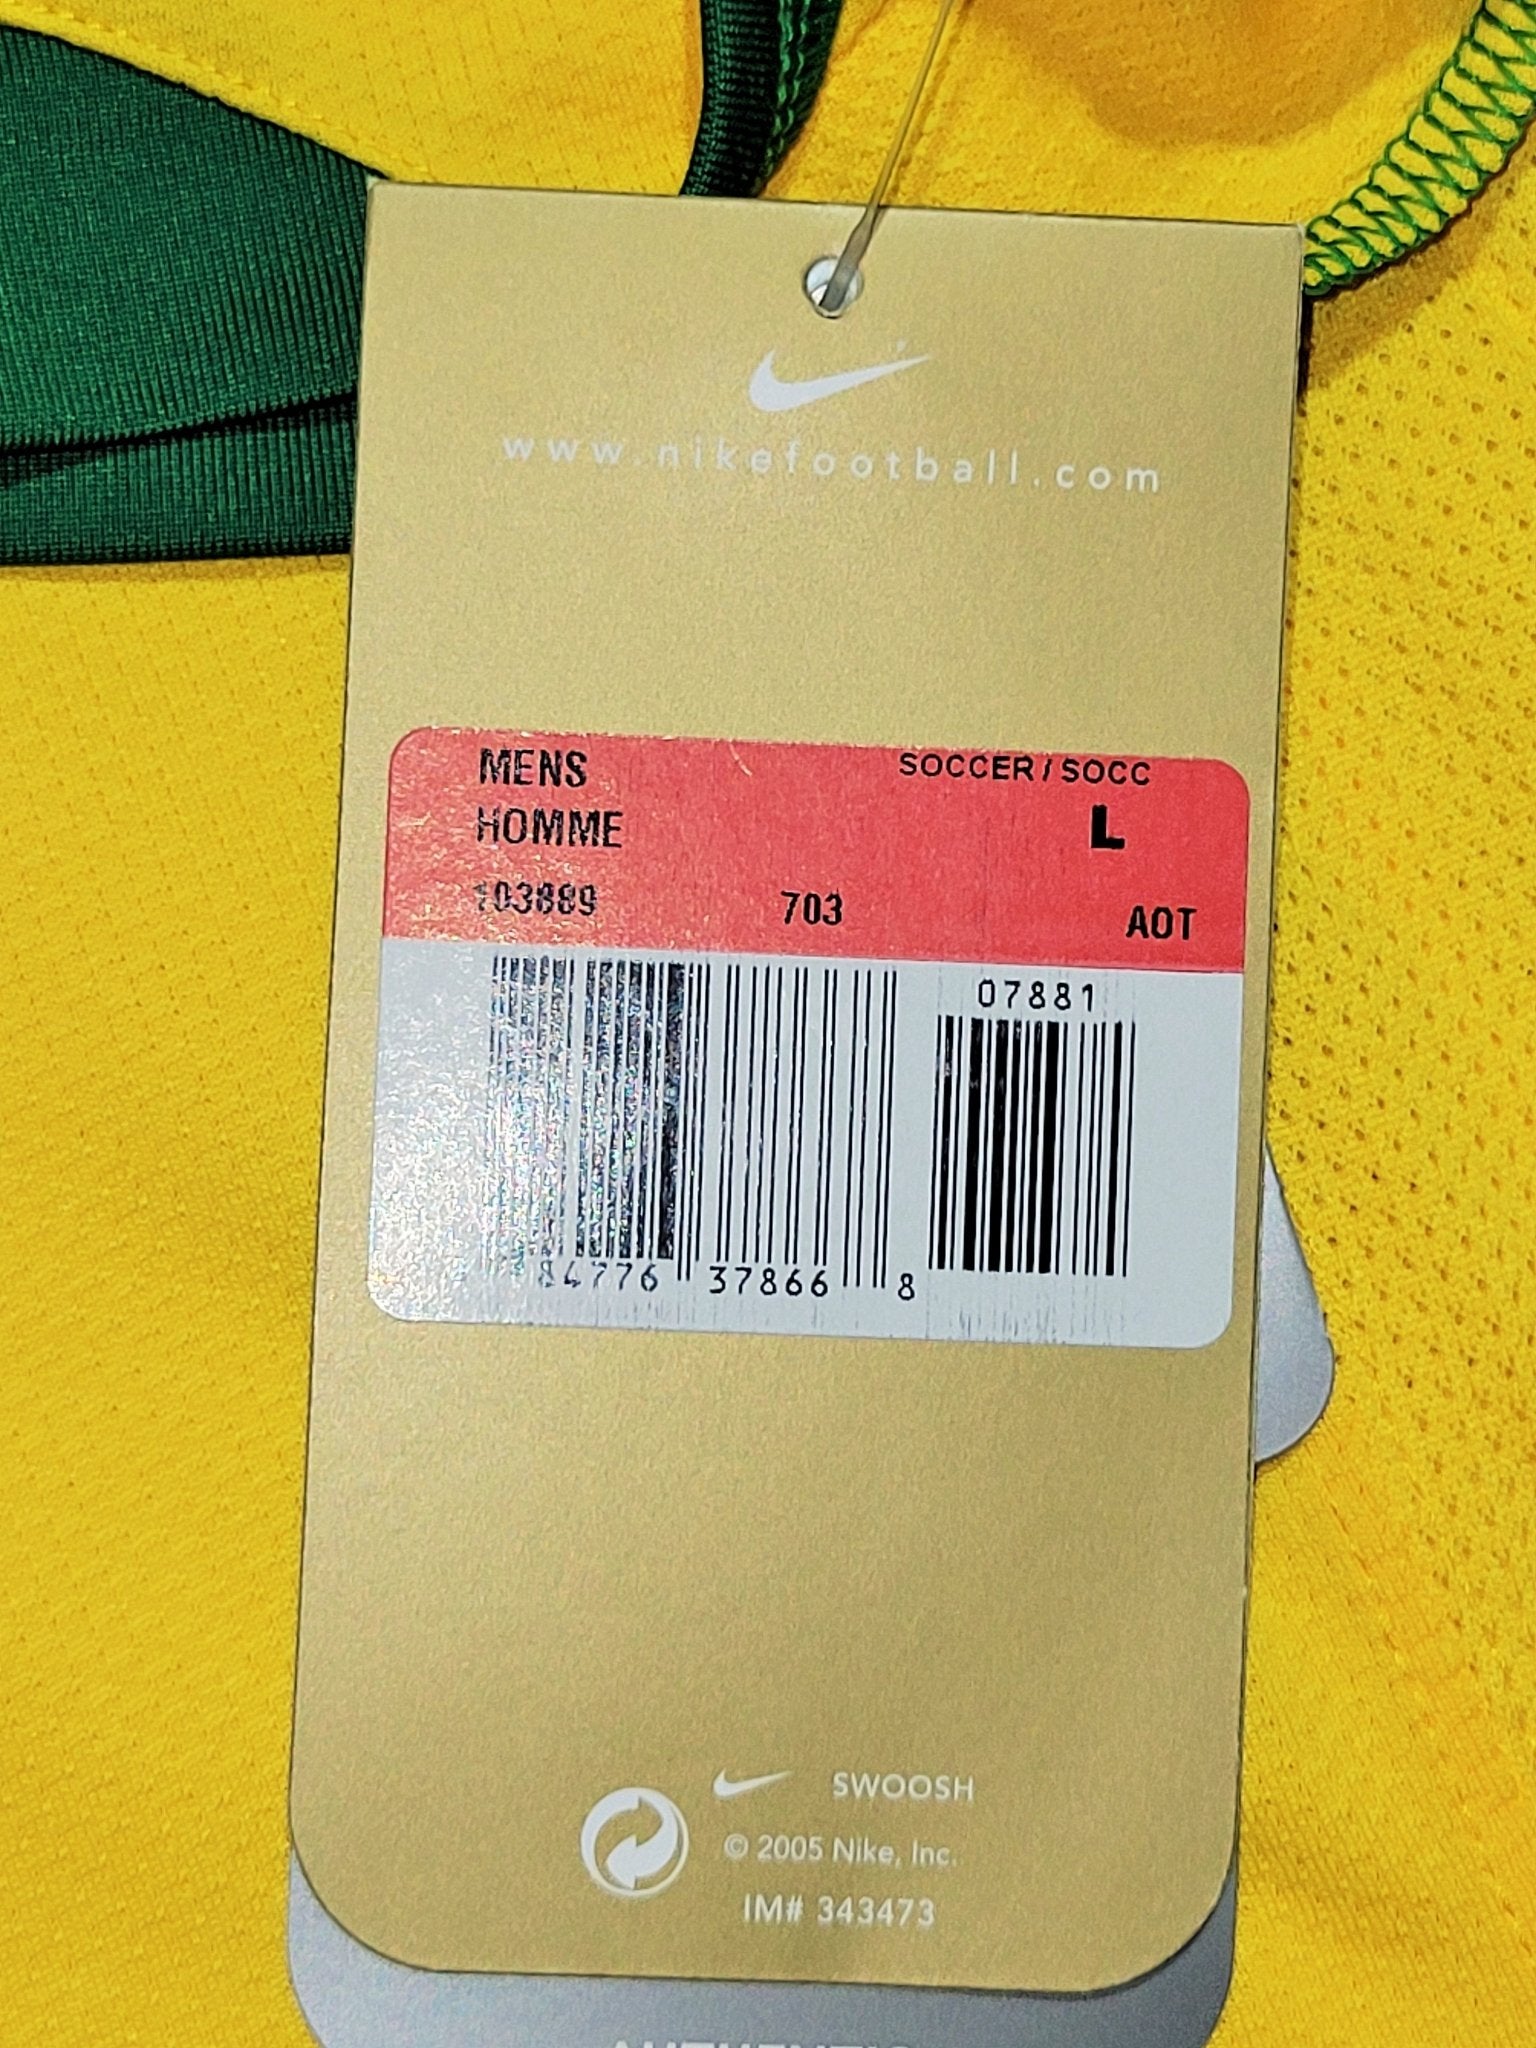 www.nikefootball.com
MENS SOCCER / SOCC
HOMME L
103889 703 AOT
07881
84776 37866 8
SWOOSH
© 2005 Nike, Inc.
IM# 343473